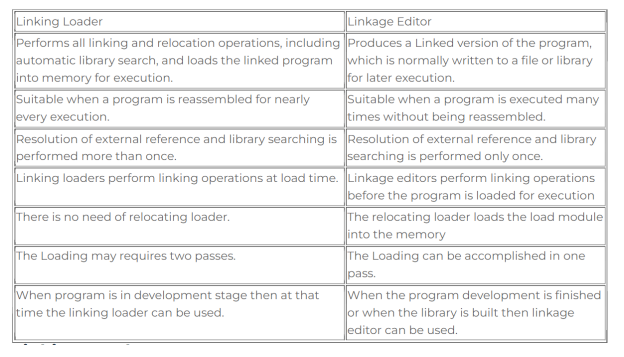 Linking Loader
Linkage Editor
Performs all linking and relocation operations, including
automatic library search, and loads the linked program
into memory for execution.
Produces a Linked version of the program,
which is normally written to a file or library
for later execution.
Suitable when a program is reassembled for nearly
every execution.
Suitable when a program is executed many
times without being reassembled.
Resolution of external reference and library searching is
performed more than once.
Resolution of external reference and library
searching is performed only once.
Linking loaders perform linking operations at load time.
Linkage editors perform linking operations
before the program is loaded for execution
There is no need of relocating loader.
The relocating loader loads the load module
into the memory
The Loading may requires two passes.
The Loading can be accomplished in one
pass.
When program is in development stage then at that
time the linking loader can be used.
When the program development is finished
or when the library is built then linkage
editor can be used.